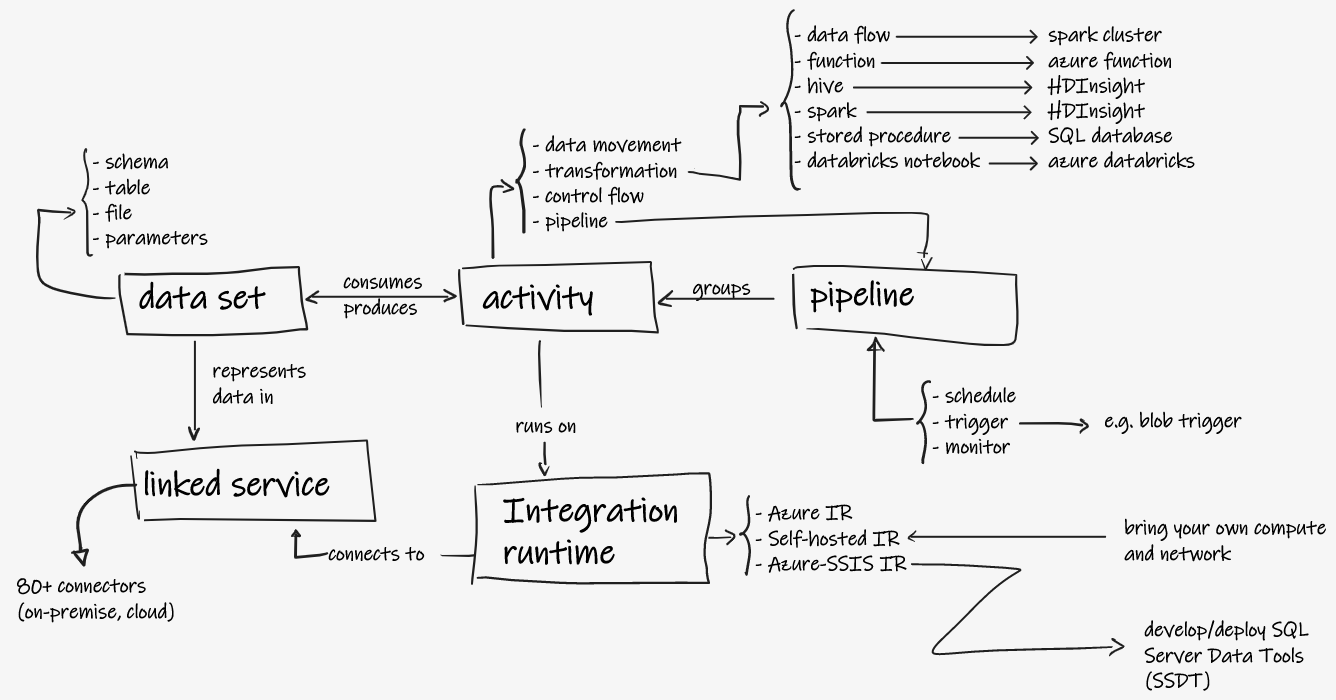 - data flow → spark cluster
- function → azure function
- hive → HDInsight
- spark → HDInsight
- stored procedure → SQL database
- databricks notebook → azure databricks
- data movement
- transformation
- control flow
- pipeline
- schema
- table
- file
- parameters
data set
consumes
produces
activity
groups
pipeline
represents
data in
runs on
- schedule
- trigger → e.g. blob trigger
- monitor
linked service
Integration
runtime
connects to
- Azure IR
- Self-hosted IR
- Azure-SSIS IR
bring your own compute
and network
80+ connectors
(on-premise, cloud)
develop/deploy SQL
Server Data Tools
(SSDT)